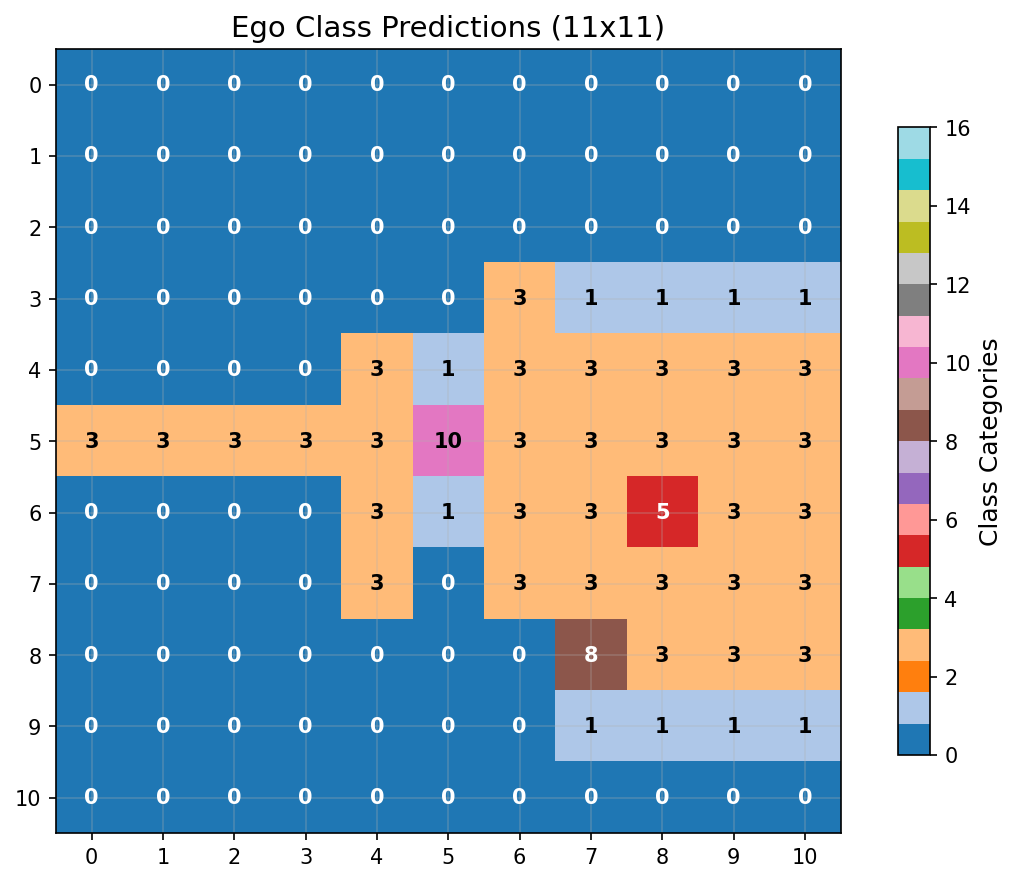 Ego Class Predictions (11x11)
0 0 0 0 0 0 0 0 0 0 0 0
1 0 0 0 0 0 0 0 0 0 0 0
2 0 0 0 0 0 0 0 0 0 0 0
3 0 0 0 0 0 0 3 1 1 1 1
4 0 0 0 0 3 1 3 3 3 3 3
5 3 3 3 3 3 10 3 3 3 3 3
6 0 0 0 0 3 1 3 3 5 3 3
7 0 0 0 0 3 0 3 3 3 3 3
8 0 0 0 0 0 0 0 8 3 3 3
9 0 0 0 0 0 0 0 1 1 1 1
10 0 0 0 0 0 0 0 0 0 0 0
0 1 2 3 4 5 6 7 8 9 10
16
14
12
10
8
6
4
2
0
Class Categories